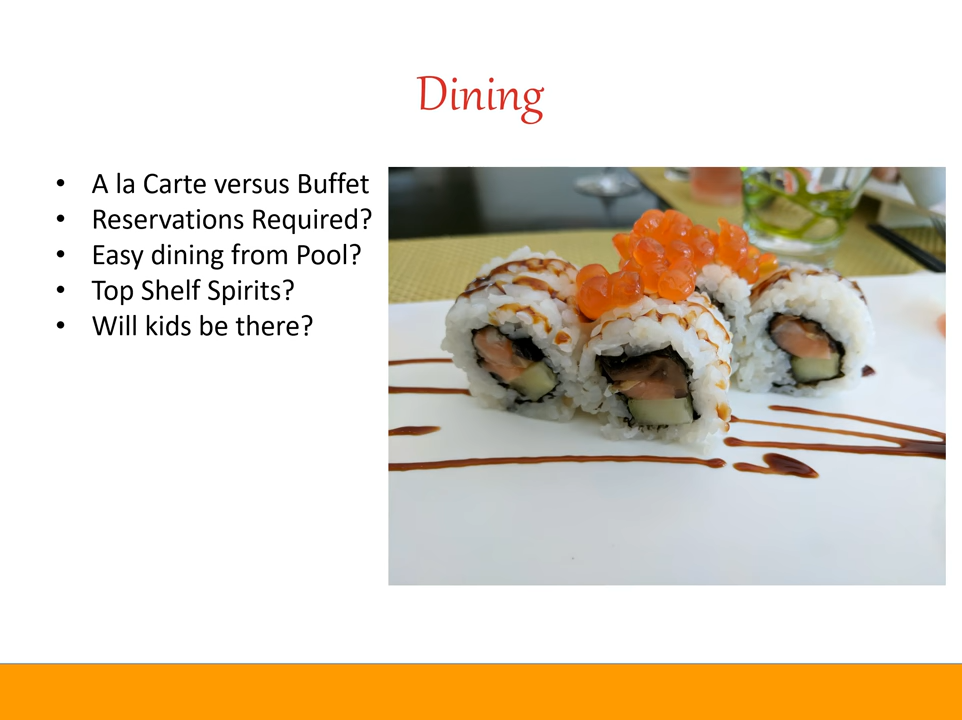 Dining
• A la Carte versus Buffet
• Reservations Required?
• Easy dining from Pool?
• Top Shelf Spirits?
• Will kids be there?